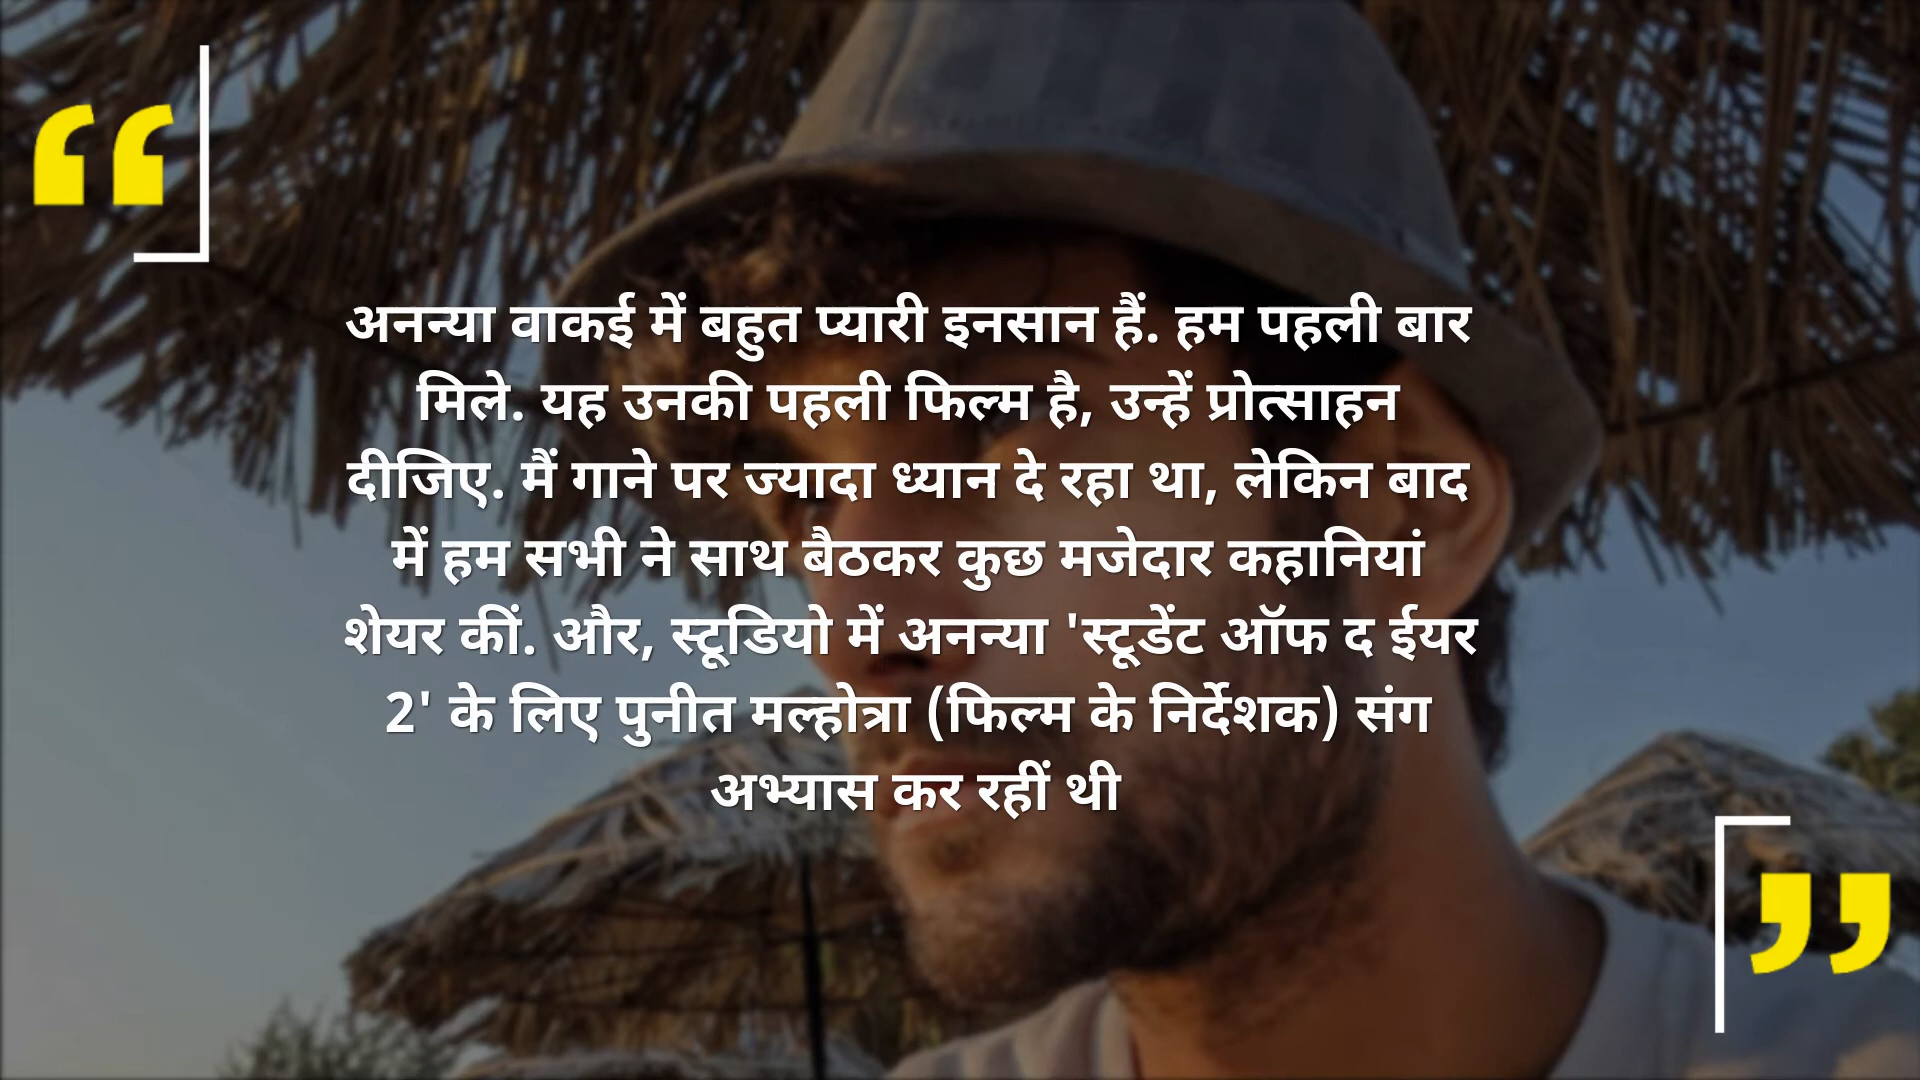 अनन्या वाकई में बहुत प्यारी इनसान हैं. हम पहली बार
मिले. यह उनकी पहली फिल्म है, उन्हें प्रोत्साहन
दीजिए. मैं गाने पर ज्यादा ध्यान दे रहा था, लेकिन बाद
में हम सभी ने साथ बैठकर कुछ मजेदार कहानियां
शेयर कीं. और, स्टूडियो में अनन्या 'स्टूडेंट ऑफ द ईयर
2' के लिए पुनीत मल्होत्रा (फिल्म के निर्देशक) संग
अभ्यास कर रहीं थी